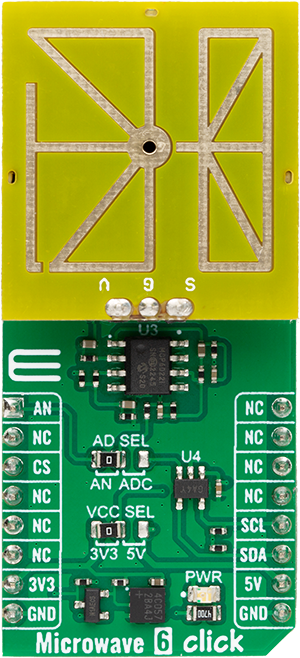 V G S
U3
AN NC
NC AD SEL NC
CS AN ADC U4 NC
NC NC
NC VCC SEL SCL
NC 3V3 5V SDA
3V3 PWR 5V
GND GND
Microwave 6 click